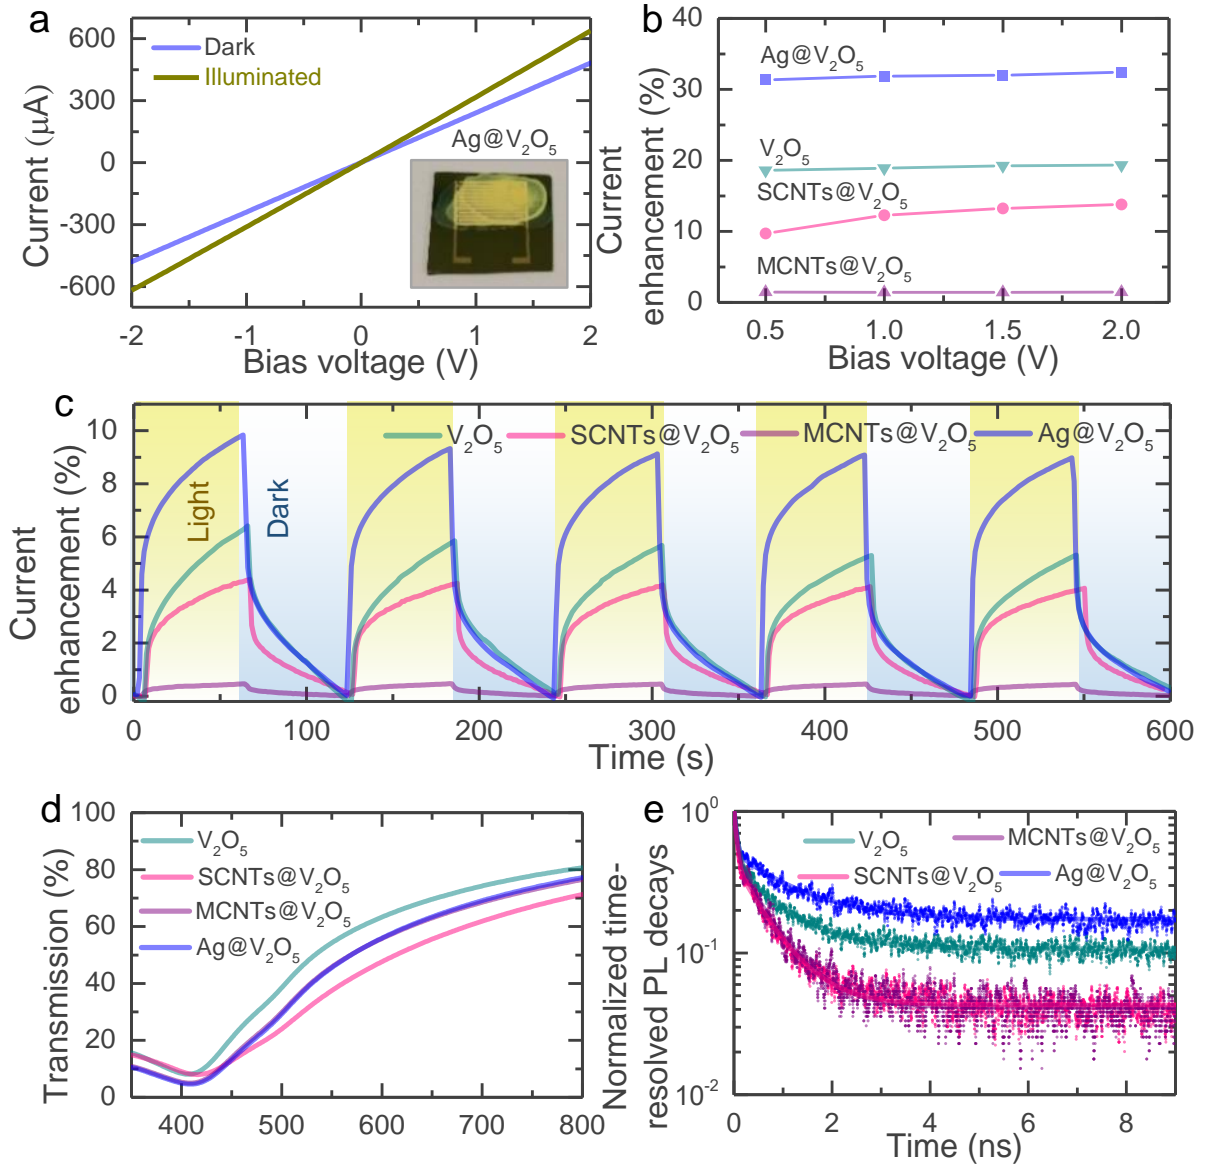 a
600
300
0
-300
-600
Current (μA)
Dark
Illuminated
Ag@V₂O₅
-2
-1
0
1
2
Bias voltage (V)
b
40
30
20
10
0
Current
enhancement (%)
Ag@V₂O₅
V₂O₅
SCNTs@V₂O₅
MCNTs@V₂O₅
0.5
1.0
1.5
2.0
Bias voltage (V)
c
10
8
6
4
2
0
Current
enhancement (%)
V₂O₅
SCNTs@V₂O₅
MCNTs@V₂O₅
Ag@V₂O₅
Light
Dark
0
100
200
300
400
500
600
Time (s)
d
100
80
60
40
20
0
Transmission (%)
V₂O₅
SCNTs@V₂O₅
MCNTs@V₂O₅
Ag@V₂O₅
400
500
600
700
800
e
10⁰
10⁻¹
10⁻²
Normalized time-
resolved PL decays
V₂O₅
MCNTs@V₂O₅
SCNTs@V₂O₅
Ag@V₂O₅
0
2
4
6
8
Time (ns)